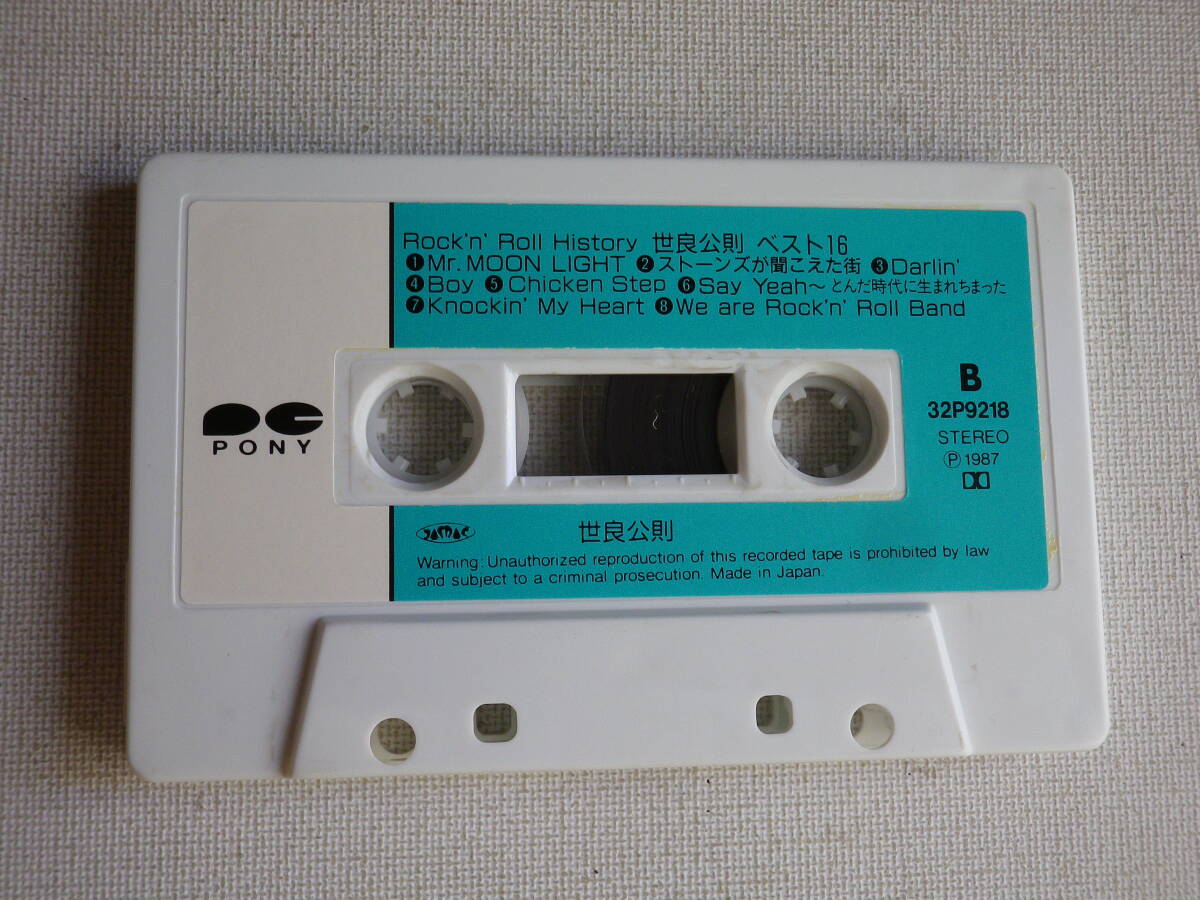 Rock'n' Roll History 世良公則 ベスト16
❶Mr. MOON LIGHT ❷ストーンズが聞こえた街 ❸Darlin'
❹Boy ❺Chicken Step ❻Say Yeah〜とんだ時代に生まれちまった
❼Knockin' My Heart ❽We are Rock'n' Roll Band
PONY
B
32P9218
STEREO
Ⓟ1987
JASRAC
世良公則
Warning: Unauthorized reproduction of this recorded tape is prohibited by law
and subject to a criminal prosecution. Made in Japan.